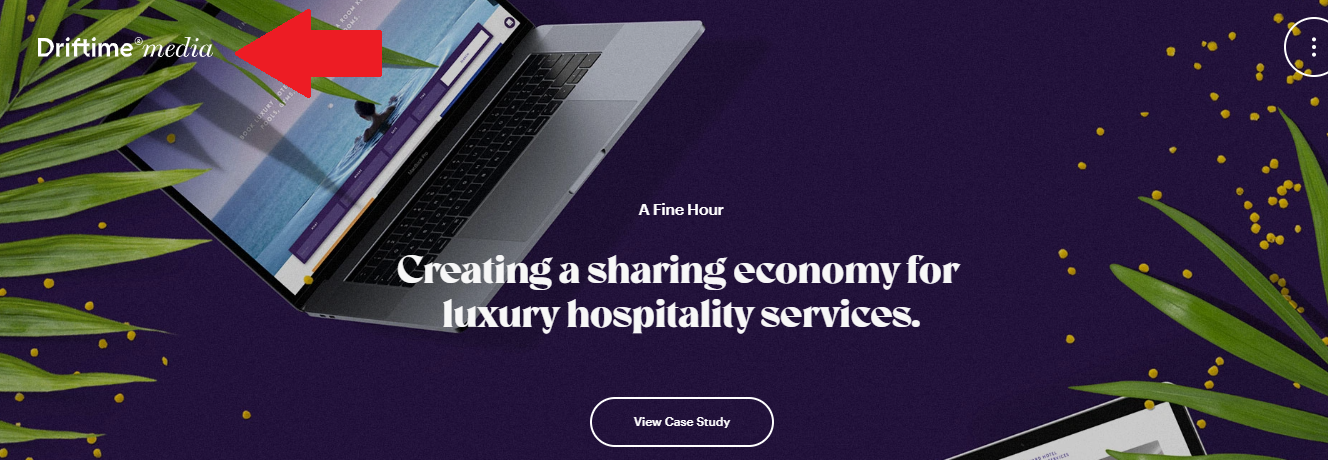 Driftime® media
A Fine Hour
Creating a sharing economy for
luxury hospitality services.
View Case Study